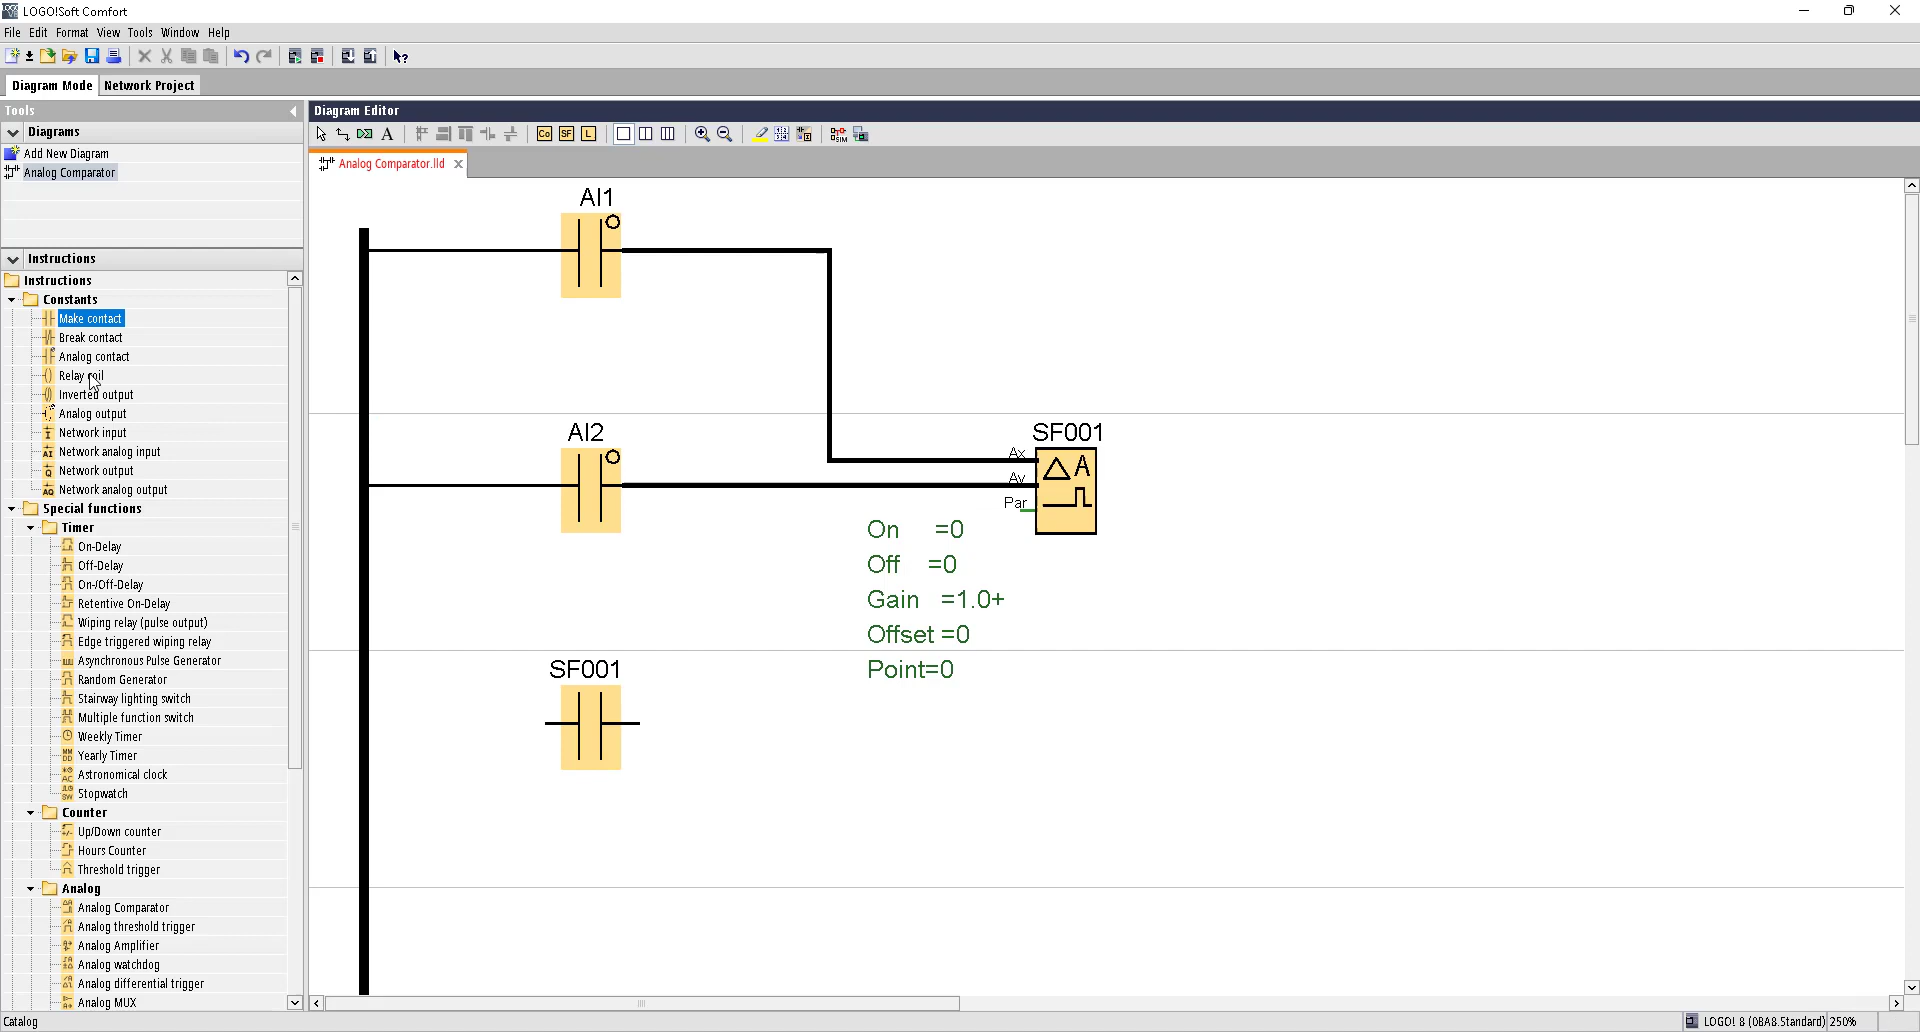 LOGO!Soft Comfort
File Edit Format View Tools Window Help
Diagram Mode Network Project
Tools
Diagrams
Add New Diagram
Analog Comparator
Instructions
Instructions
Constants
Make contact
Break contact
Analog contact
Relay coil
Inverted output
Analog output
Network input
Network analog input
Network output
Network analog output
Special functions
Timer
On-Delay
Off-Delay
On-/Off-Delay
Retentive On-Delay
Wiping relay (pulse output)
Edge triggered wiping relay
Asynchronous Pulse Generator
Random Generator
Stairway lighting switch
Multiple function switch
Weekly Timer
Yearly Timer
Astronomical clock
Stopwatch
Counter
Up/Down counter
Hours Counter
Threshold trigger
Analog
Analog Comparator
Analog threshold trigger
Analog Amplifier
Analog watchdog
Analog differential trigger
Analog MUX
Diagram Editor
A Co SF L SIM
Analog Comparator.lld
AI1
AI2
SF001
Ax
Av
Par
A
On =0
Off =0
Gain =1.0+
Offset =0
Point=0
SF001
Catalog
LOGO! 8 (0BA8.Standard) 250%